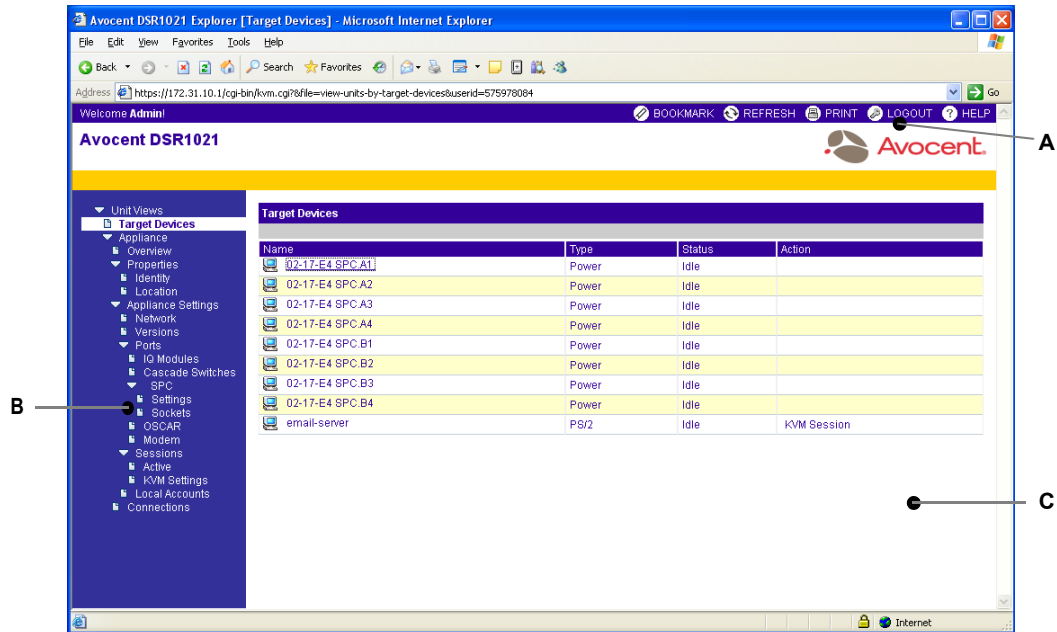 Avocent DSR1021 Explorer [Target Devices] - Microsoft Internet Explorer
File Edit View Favorites Tools Help
Back Search Favorites
Address https://172.31.10.1/cgi-bin/kvm.cgi?&file=view-units-by-target-devices&userid=575978084 Go
Welcome Admin! BOOKMARK REFRESH PRINT LOGOUT HELP
A
Avocent DSR1021 Avocent.
Unit Views
Target Devices
Appliance
Overview
Properties
Identity
Location
Appliance Settings
Network
Versions
Ports
IQ Modules
Cascade Switches
SPC
Settings
Sockets
OSCAR
Modem
Sessions
Active
KVM Settings
Local Accounts
Connections
B
Target Devices
Name Type Status Action
02-17-E4 SPC.A1 Power Idle
02-17-E4 SPC.A2 Power Idle
02-17-E4 SPC.A3 Power Idle
02-17-E4 SPC.A4 Power Idle
02-17-E4 SPC.B1 Power Idle
02-17-E4 SPC.B2 Power Idle
02-17-E4 SPC.B3 Power Idle
02-17-E4 SPC.B4 Power Idle
email-server PS/2 Idle KVM Session
C
Internet